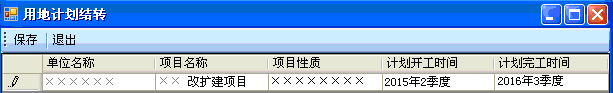 用地计划结转
保存 退出
单位名称 项目名称 项目性质 计划开工时间 计划完工时间
×××××× ×× 改扩建项目 ×××××××× 2015年2季度 2016年3季度